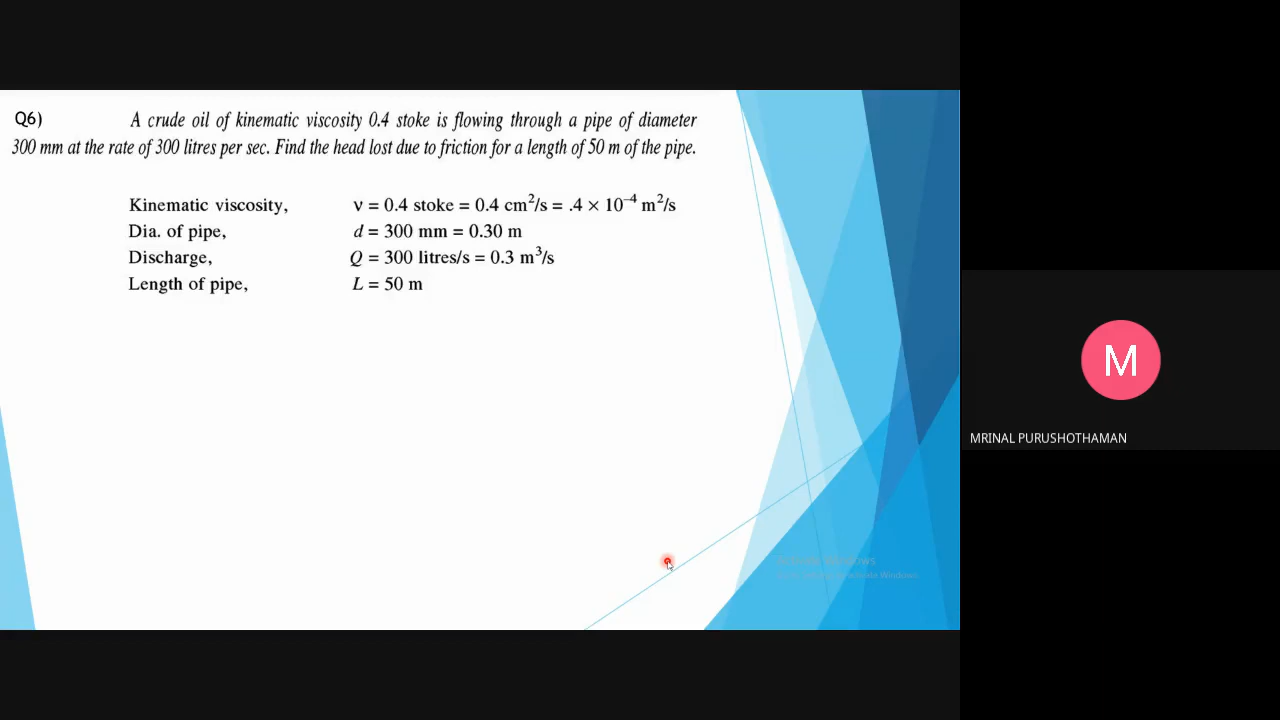 Q6) A crude oil of kinematic viscosity 0.4 stoke is flowing through a pipe of diameter
300 mm at the rate of 300 litres per sec. Find the head lost due to friction for a length of 50 m of the pipe.
Kinematic viscosity, ν = 0.4 stoke = 0.4 cm²/s = .4 × 10⁻⁴ m²/s
Dia. of pipe, d = 300 mm = 0.30 m
Discharge, Q = 300 litres/s = 0.3 m³/s
Length of pipe, L = 50 m
M
MRINAL PURUSHOTHAMAN
Windows